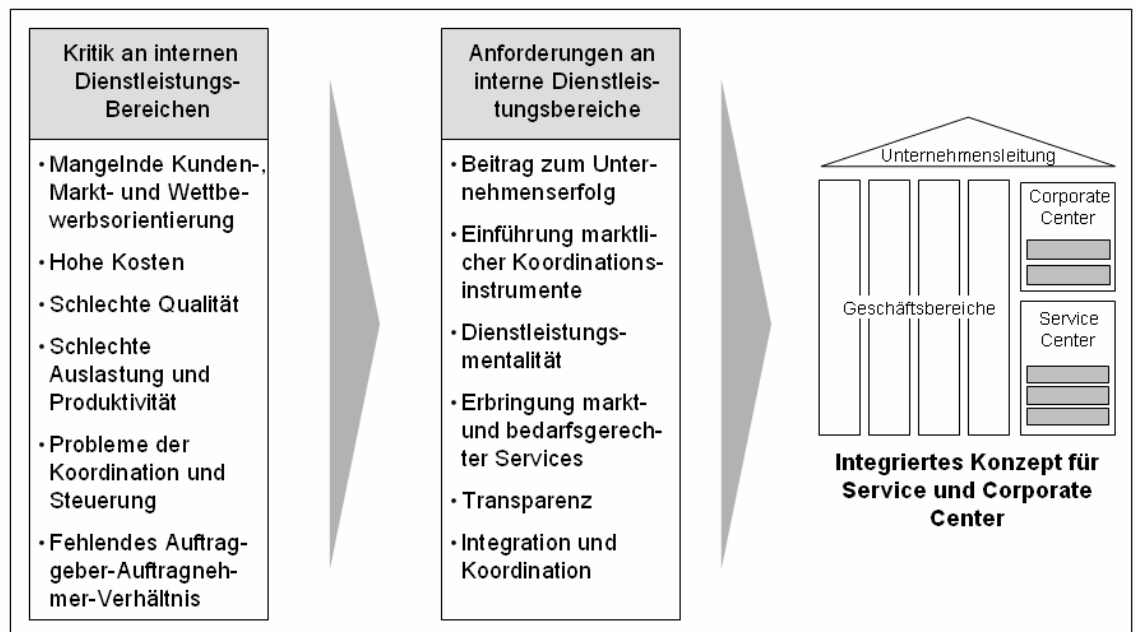 Kritik an internen
Dienstleistungs-
Bereichen
• Mangelnde Kunden-,
Markt- und Wettbe-
werbsorientierung
• Hohe Kosten
• Schlechte Qualität
• Schlechte
Auslastung und
Produktivität
• Probleme der
Koordination und
Steuerung
• Fehlendes Auftrag-
geber-Auftragneh-
mer-Verhältnis
Anforderungen an
interne Dienstleis-
tungsbereiche
• Beitrag zum Unter-
nehmenserfolg
• Einführung marktli-
cher Koordinations-
instrumente
• Dienstleistungs-
mentalität
• Erbringung markt-
und bedarfsgerech-
ter Services
• Transparenz
• Integration und
Koordination
Unternehmensleitung
Geschäftsbereiche
Corporate
Center
Service
Center
Integriertes Konzept für
Service und Corporate
Center